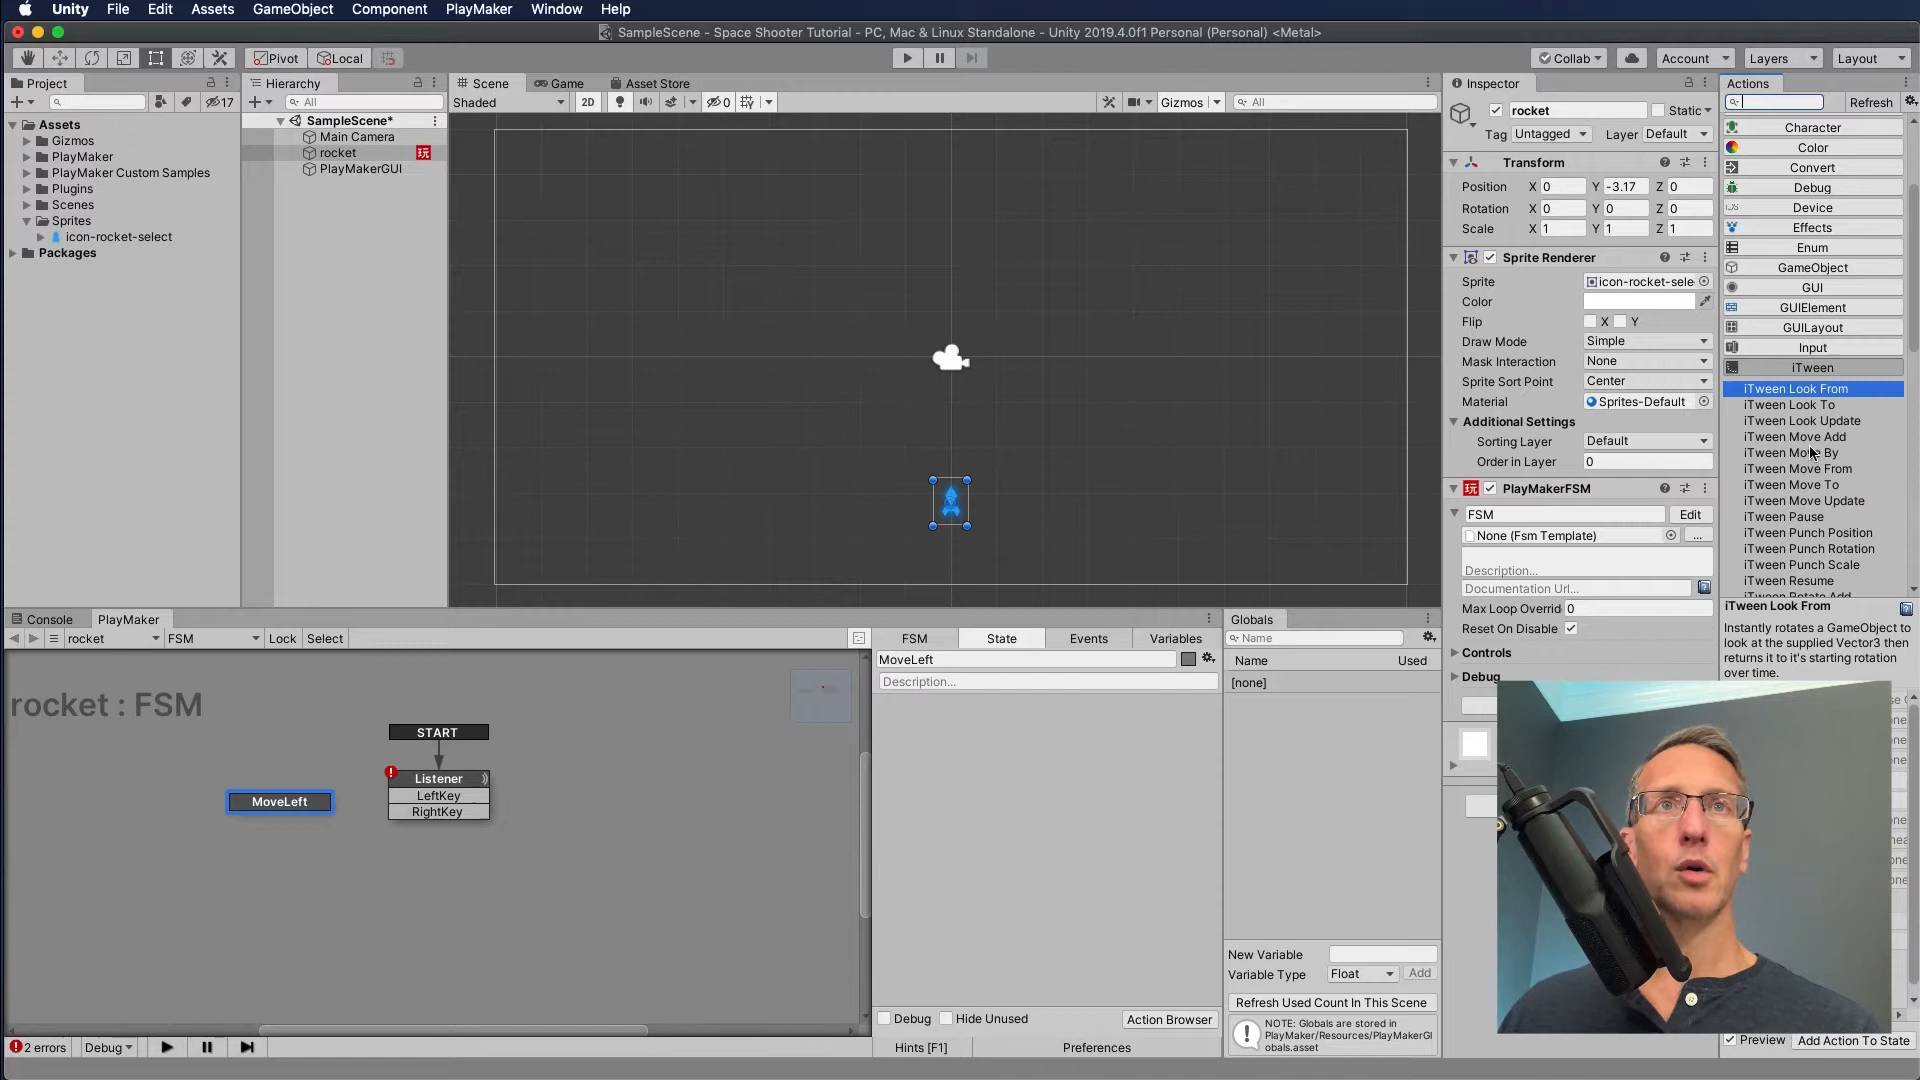 Unity File Edit Assets GameObject Component PlayMaker Window Help
SampleScene - Space Shooter Tutorial - PC, Mac & Linux Standalone - Unity 2019.4.0f1 Personal (Personal) <Metal>
Pivot Local Collab Account Layers Layout
Project Hierarchy Scene Game Asset Store Inspector Actions
17 All Shaded 2D 0 Gizmos All Refresh
Assets
Gizmos
PlayMaker
PlayMaker Custom Samples
Plugins
Scenes
Sprites
icon-rocket-select
Packages
SampleScene*
Main Camera
rocket
PlayMakerGUI
rocket Static
Tag Untagged Layer Default
Transform
Position X 0 Y -3.17 Z 0
Rotation X 0 Y 0 Z 0
Scale X 1 Y 1 Z 1
Sprite Renderer
Sprite icon-rocket-sele
Color
Flip X Y
Draw Mode Simple
Mask Interaction None
Sprite Sort Point Center
Material Sprites-Default
Additional Settings
Sorting Layer Default
Order in Layer 0
PlayMakerFSM
FSM Edit
None (Fsm Template) ...
Description...
Documentation Url...
Max Loop Overrid 0
Reset On Disable
Controls
Debug
Character
Color
Convert
Debug
Device
Effects
Enum
GameObject
GUI
GUIElement
GUILayout
Input
iTween
iTween Look From
iTween Look To
iTween Look Update
iTween Move Add
iTween Move By
iTween Move From
iTween Move To
iTween Move Update
iTween Pause
iTween Punch Position
iTween Punch Rotation
iTween Punch Scale
iTween Resume
iTween Rotate Add
iTween Look From
Instantly rotates a GameObject to
look at the supplied Vector3 then
returns it to it's starting rotation
over time.
Preview Add Action To State
Console PlayMaker
rocket FSM Lock Select
rocket : FSM
START
Listener
LeftKey
RightKey
MoveLeft
2 errors Debug
FSM State Events Variables
MoveLeft
Description...
Debug Hide Unused Action Browser
Hints [F1] Preferences
Globals
Name
Name Used
[none]
New Variable
Variable Type Float Add
Refresh Used Count In This Scene
NOTE: Globals are stored in
PlayMaker/Resources/PlayMakerGl
obals.asset